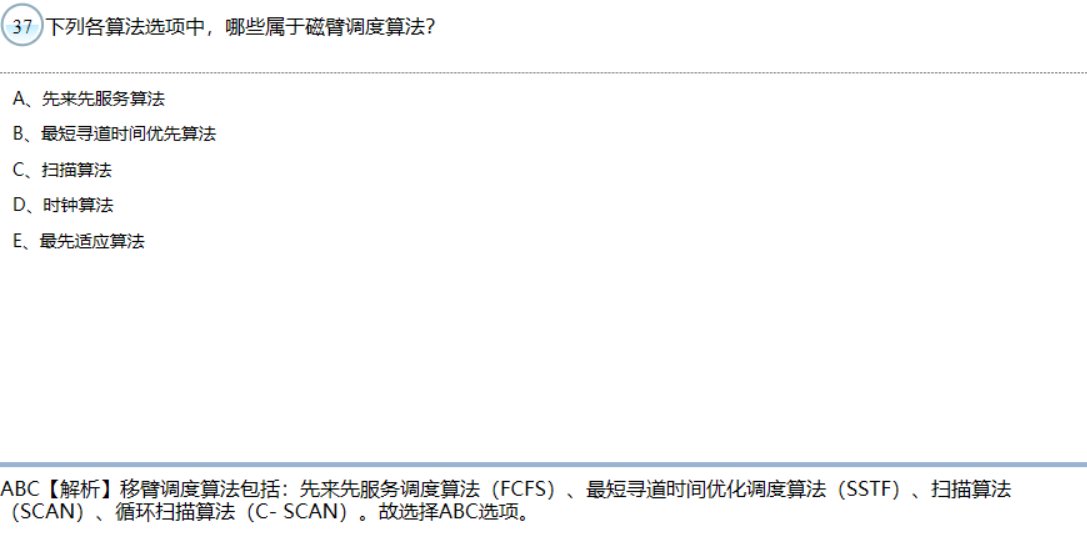 37 下列各算法选项中，哪些属于磁臂调度算法？
A、先来先服务算法
B、最短寻道时间优先算法
C、扫描算法
D、时钟算法
E、最先适应算法
ABC【解析】移臂调度算法包括：先来先服务调度算法（FCFS）、最短寻道时间优化调度算法（SSTF）、扫描算法
（SCAN）、循环扫描算法（C- SCAN）。故选择ABC选项。